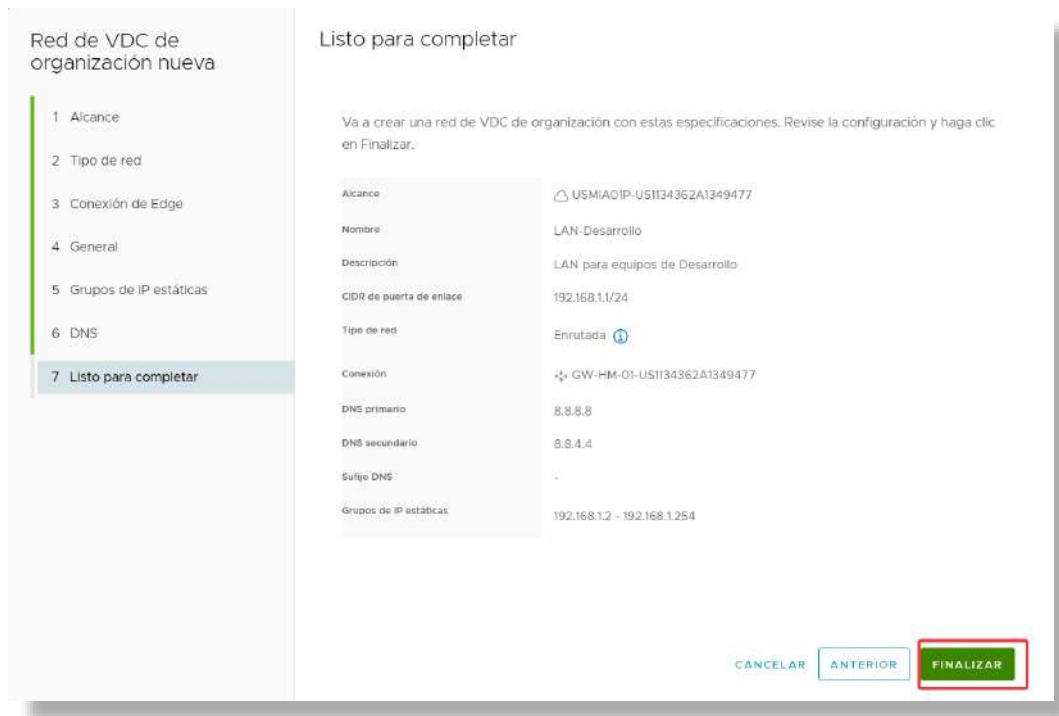 Red de VDC de
organización nueva
1 Alcance
2 Tipo de red
3 Conexión de Edge
4 General
5 Grupos de IP estáticas
6 DNS
7 Listo para completar
Listo para completar
Va a crear una red de VDC de organización con estas especificaciones. Revise la configuración y haga clic
en Finalizar.
Alcance USMIA01P-US1134362A1349477
Nombre LAN-Desarrollo
Descripción LAN para equipos de Desarrollo
CIDR de puerta de enlace 192.168.1.1/24
Tipo de red Enrutada
Conexión GW-HM-01-US1134362A1349477
DNS primario 8.8.8.8
DNS secundario 8.8.4.4
Sufijo DNS -
Grupos de IP estáticas 192.168.1.2 - 192.168.1.254
CANCELAR ANTERIOR FINALIZAR